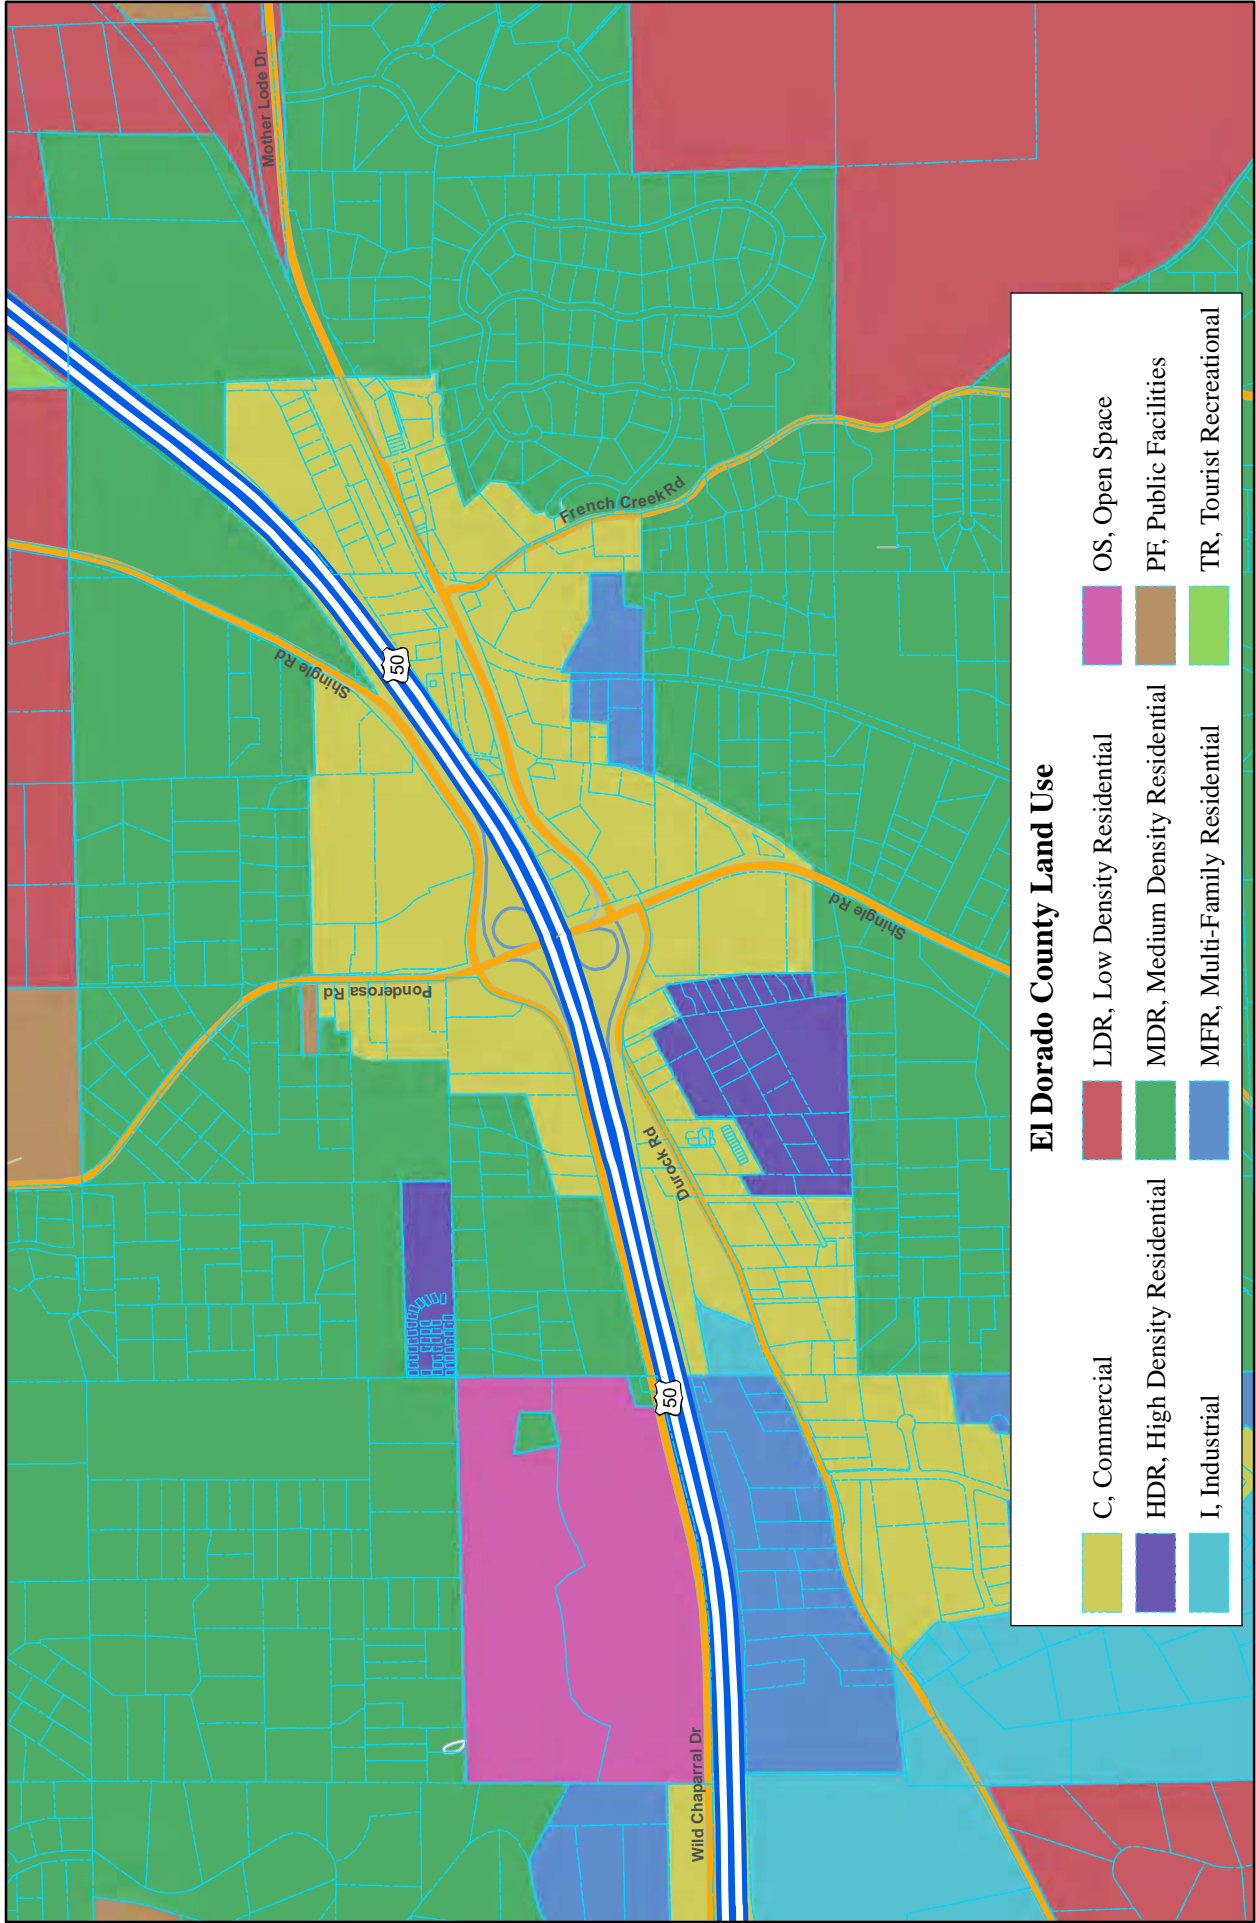 Mother Lode Dr
Shingle Rd
50
French Creek Rd
Ponderosa Rd
Shingle Rd
Durock Rd
50
Wild Chaparral Dr
El Dorado County Land Use
C, Commercial
HDR, High Density Residential
I, Industrial
LDR, Low Density Residential
MDR, Medium Density Residential
MFR, Multi-Family Residential
OS, Open Space
PF, Public Facilities
TR, Tourist Recreational